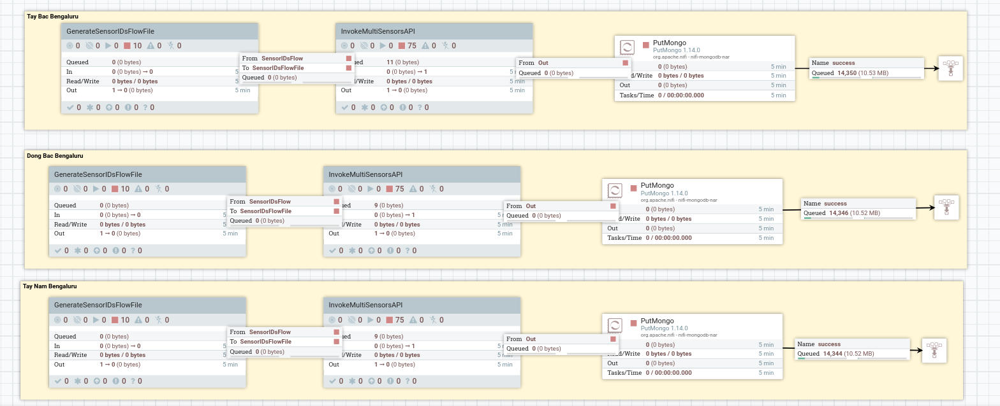 Tay Bac Bengaluru
GenerateSensorIDsFlowFile
0 0 0 10 0 0
Queued 0 (0 bytes)
In 0 (0 bytes) → 0 5
Read/Write 0 bytes / 0 bytes
Out 1 → 0 (0 bytes) 5 min
0 0 0 0 ? 0
From SensorIDsFlow
To SensorIDsFlowFile
Queued 0 (0 bytes)
InvokeMultiSensorsAPI
0 0 0 75 0 0
ued 11 (0 bytes)
0 (0 bytes) → 1
d/Write 0 bytes / 0 bytes 5 min
Out 1 → 0 (0 bytes) 5 min
0 0 0 0 ? 0
From Out
Queued 0 (0 bytes)
PutMongo
PutMongo 1.14.0
org.apache.nifi - nifi-mongodb-nar
0 (0 bytes) 5 min
d/Write 0 bytes / 0 bytes 5 min
Out 0 (0 bytes) 5 min
Tasks/Time 0 / 00:00:00.000 5 min
Name success
Queued 14,350 (10.53 MB)
Dong Bac Bengaluru
GenerateSensorIDsFlowFile
0 0 0 10 0 0
Queued 0 (0 bytes)
In 0 (0 bytes) → 0 5
Read/Write 0 bytes / 0 bytes 5
Out 1 → 0 (0 bytes) 5 min
0 0 0 0 ? 0
From SensorIDsFlow
To SensorIDsFlowFile
Queued 0 (0 bytes)
InvokeMultiSensorsAPI
0 0 0 75 0 0
ued 9 (0 bytes)
0 (0 bytes) → 1 5
d/Write 0 bytes / 0 bytes 5 min
Out 1 → 0 (0 bytes) 5 min
0 0 0 0 ? 0
From Out
Queued 0 (0 bytes)
PutMongo
PutMongo 1.14.0
org.apache.nifi - nifi-mongodb-nar
0 (0 bytes) 5 min
ad/Write 0 bytes / 0 bytes 5 min
Out 0 (0 bytes) 5 min
Tasks/Time 0 / 00:00:00.000 5 min
Name success
Queued 14,346 (10.52 MB)
Tay Nam Bengaluru
GenerateSensorIDsFlowFile
0 0 0 10 0 0
Queued 0 (0 bytes)
In 0 (0 bytes) → 0 5
Read/Write 0 bytes / 0 bytes 5
Out 1 → 0 (0 bytes) 5 min
0 0 0 0 ? 0
From SensorIDsFlow
To SensorIDsFlowFile
Queued 0 (0 bytes)
InvokeMultiSensorsAPI
0 0 0 75 0 0
ued 9 (0 bytes)
0 (0 bytes) → 1 5
d/Write 0 bytes / 0 bytes 5 min
Out 1 → 0 (0 bytes) 5 min
0 0 0 0 ? 0
From Out
Queued 0 (0 bytes)
PutMongo
PutMongo 1.14.0
org.apache.nifi - nifi-mongodb-nar
0 (0 bytes) 5 min
Read/Write 0 bytes / 0 bytes 5 min
Out 0 (0 bytes) 5 min
Tasks/Time 0 / 00:00:00.000 5 min
Name success
Queued 14,344 (10.52 MB)